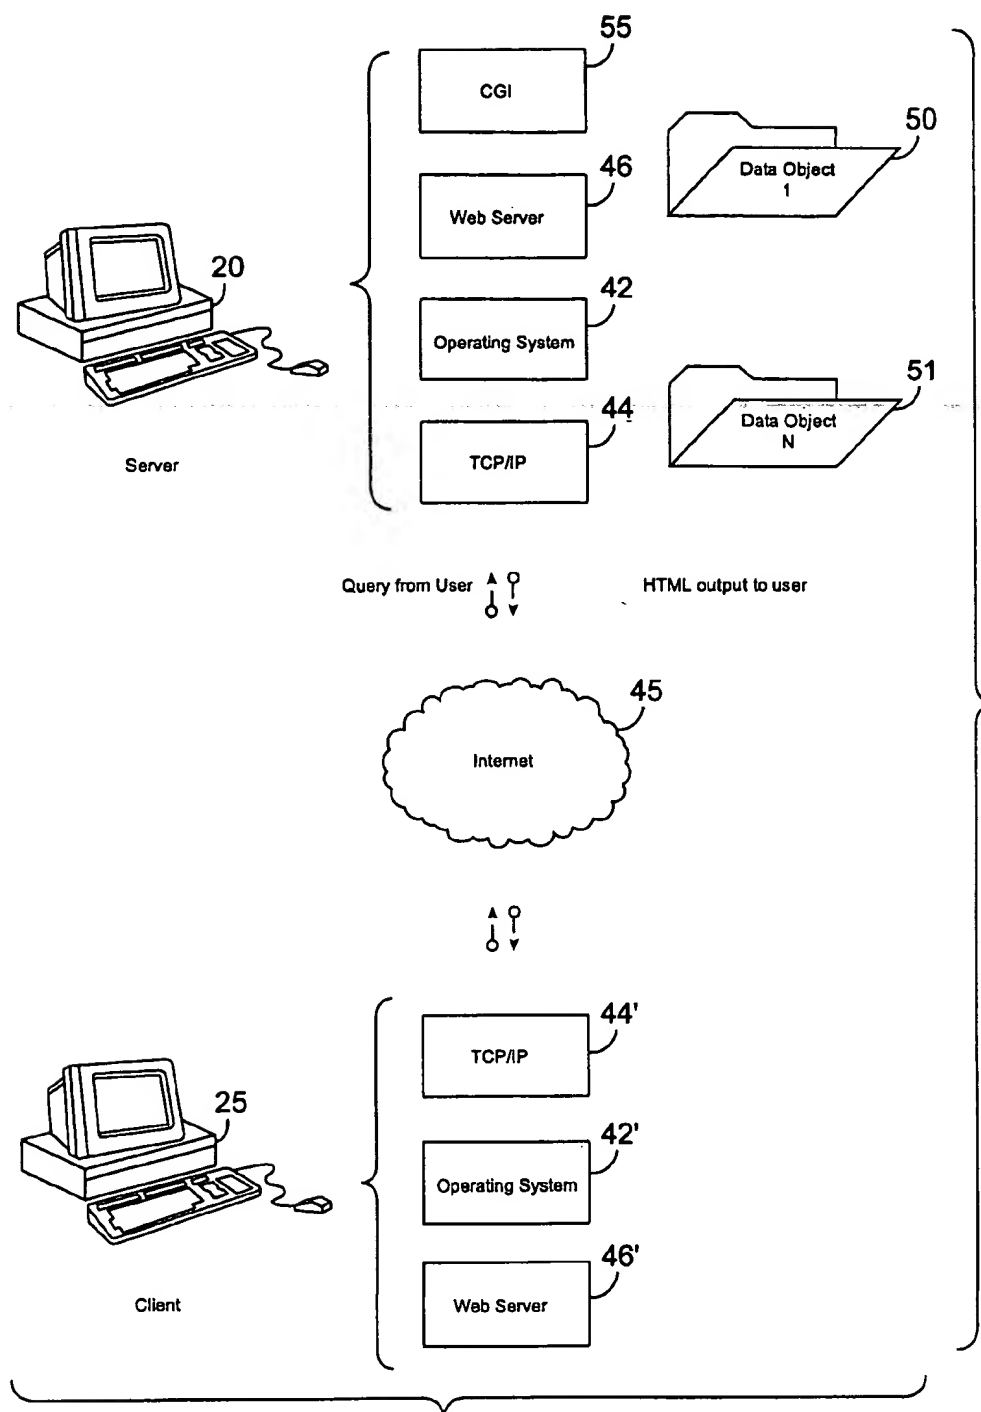 55
CGI
50
Data Object
1
46
Web Server
20
42
Operating System
51
Data Object
N
44
TCP/IP
Server
Query from User
HTML output to user
45
Internet
44'
TCP/IP
25
42'
Operating System
46'
Web Server
Client